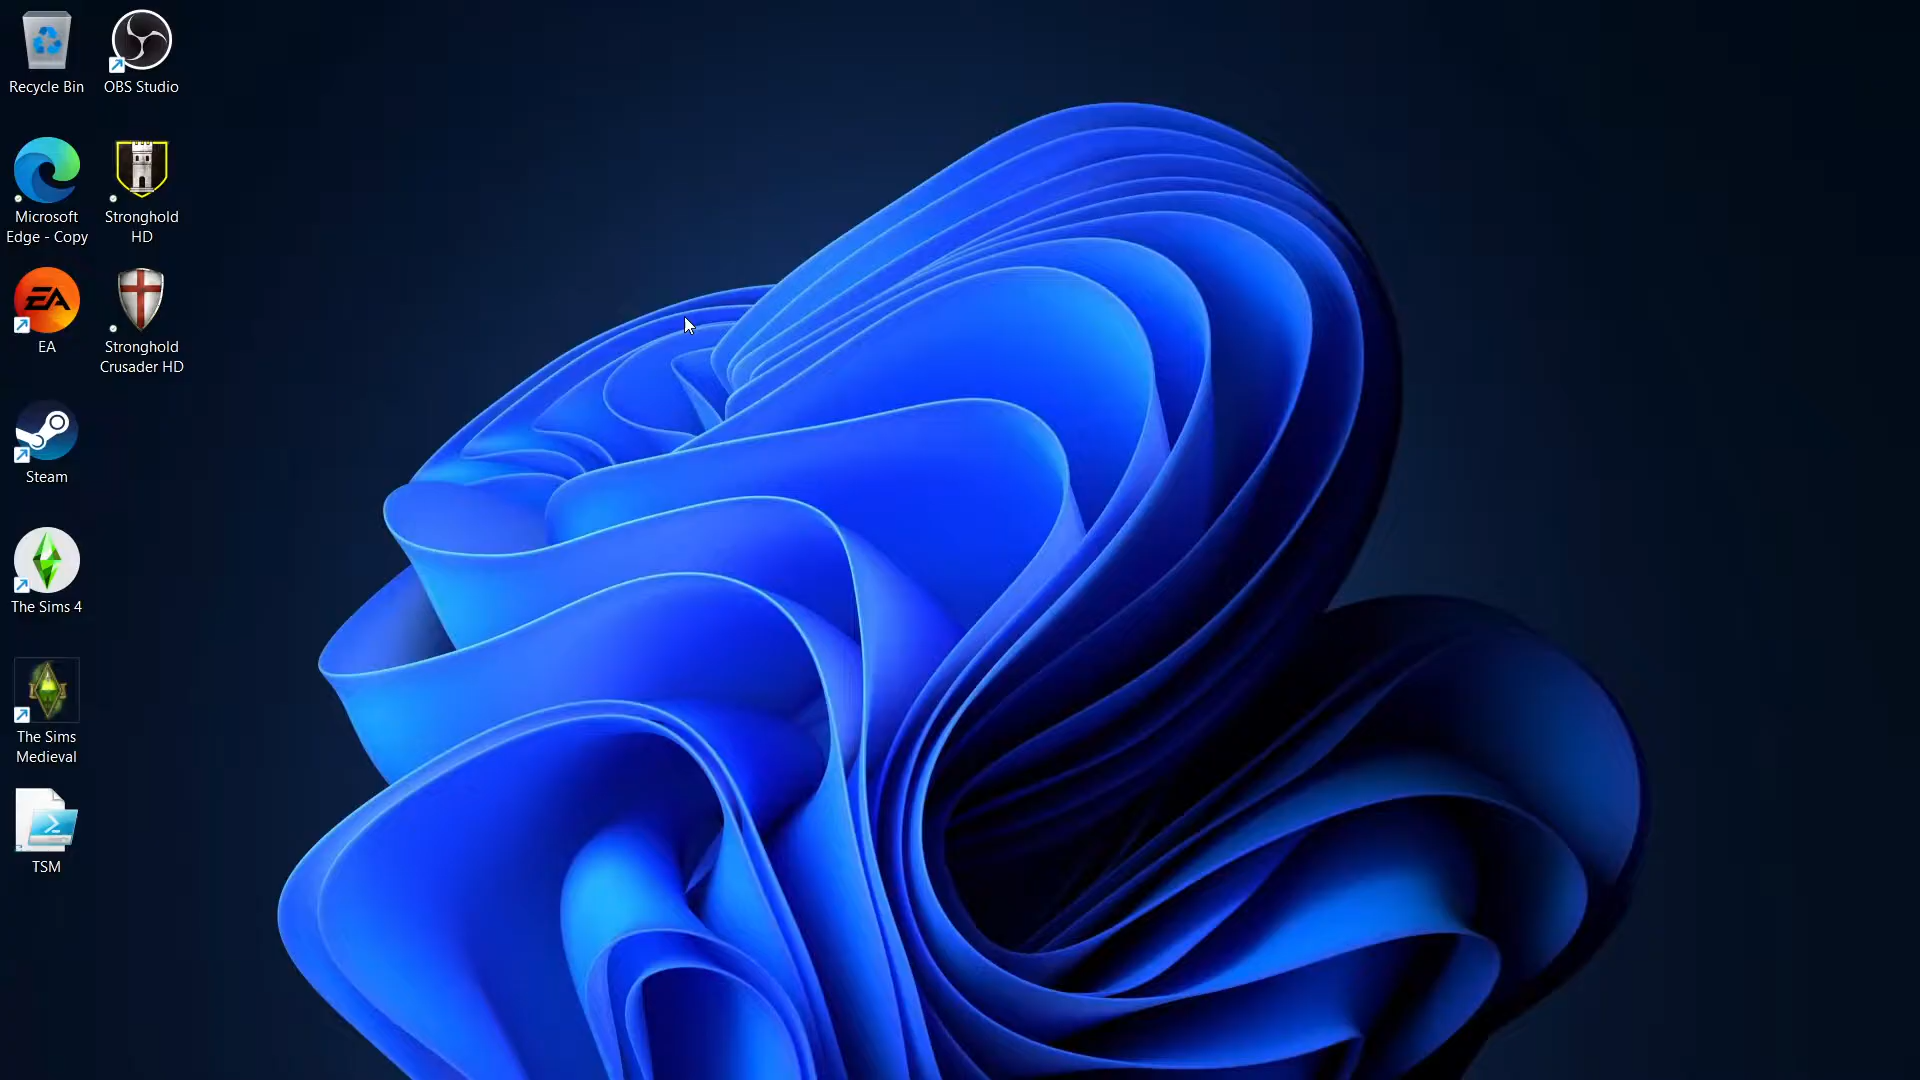 Recycle Bin
OBS Studio
Microsoft
Edge - Copy
Stronghold
HD
EA
EA
Stronghold
Crusader HD
Steam
The Sims 4
The Sims
Medieval
TSM